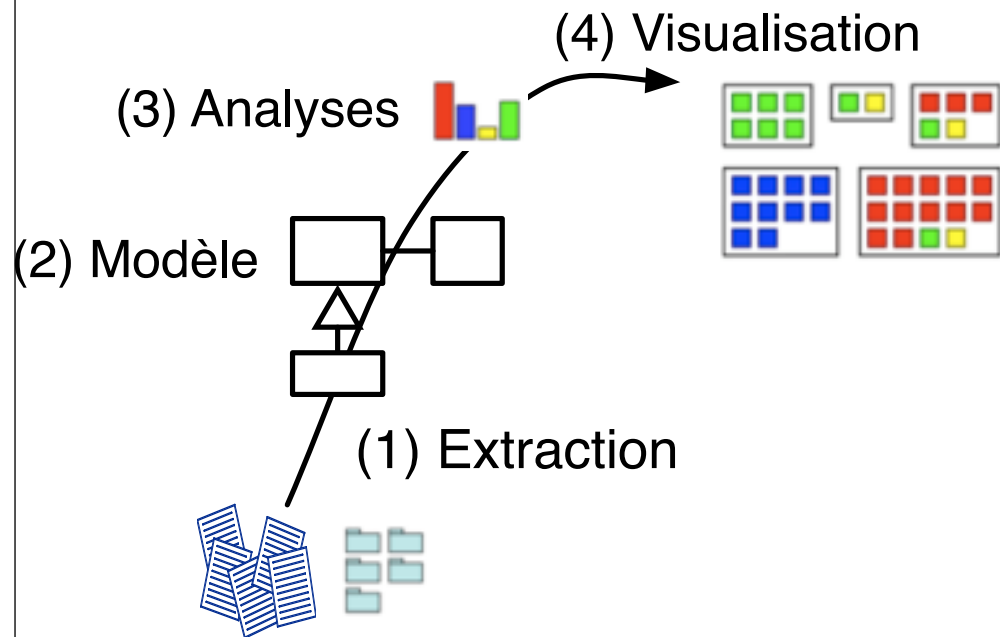 (4) Visualisation
(3) Analyses
(2) Modèle
(1) Extraction